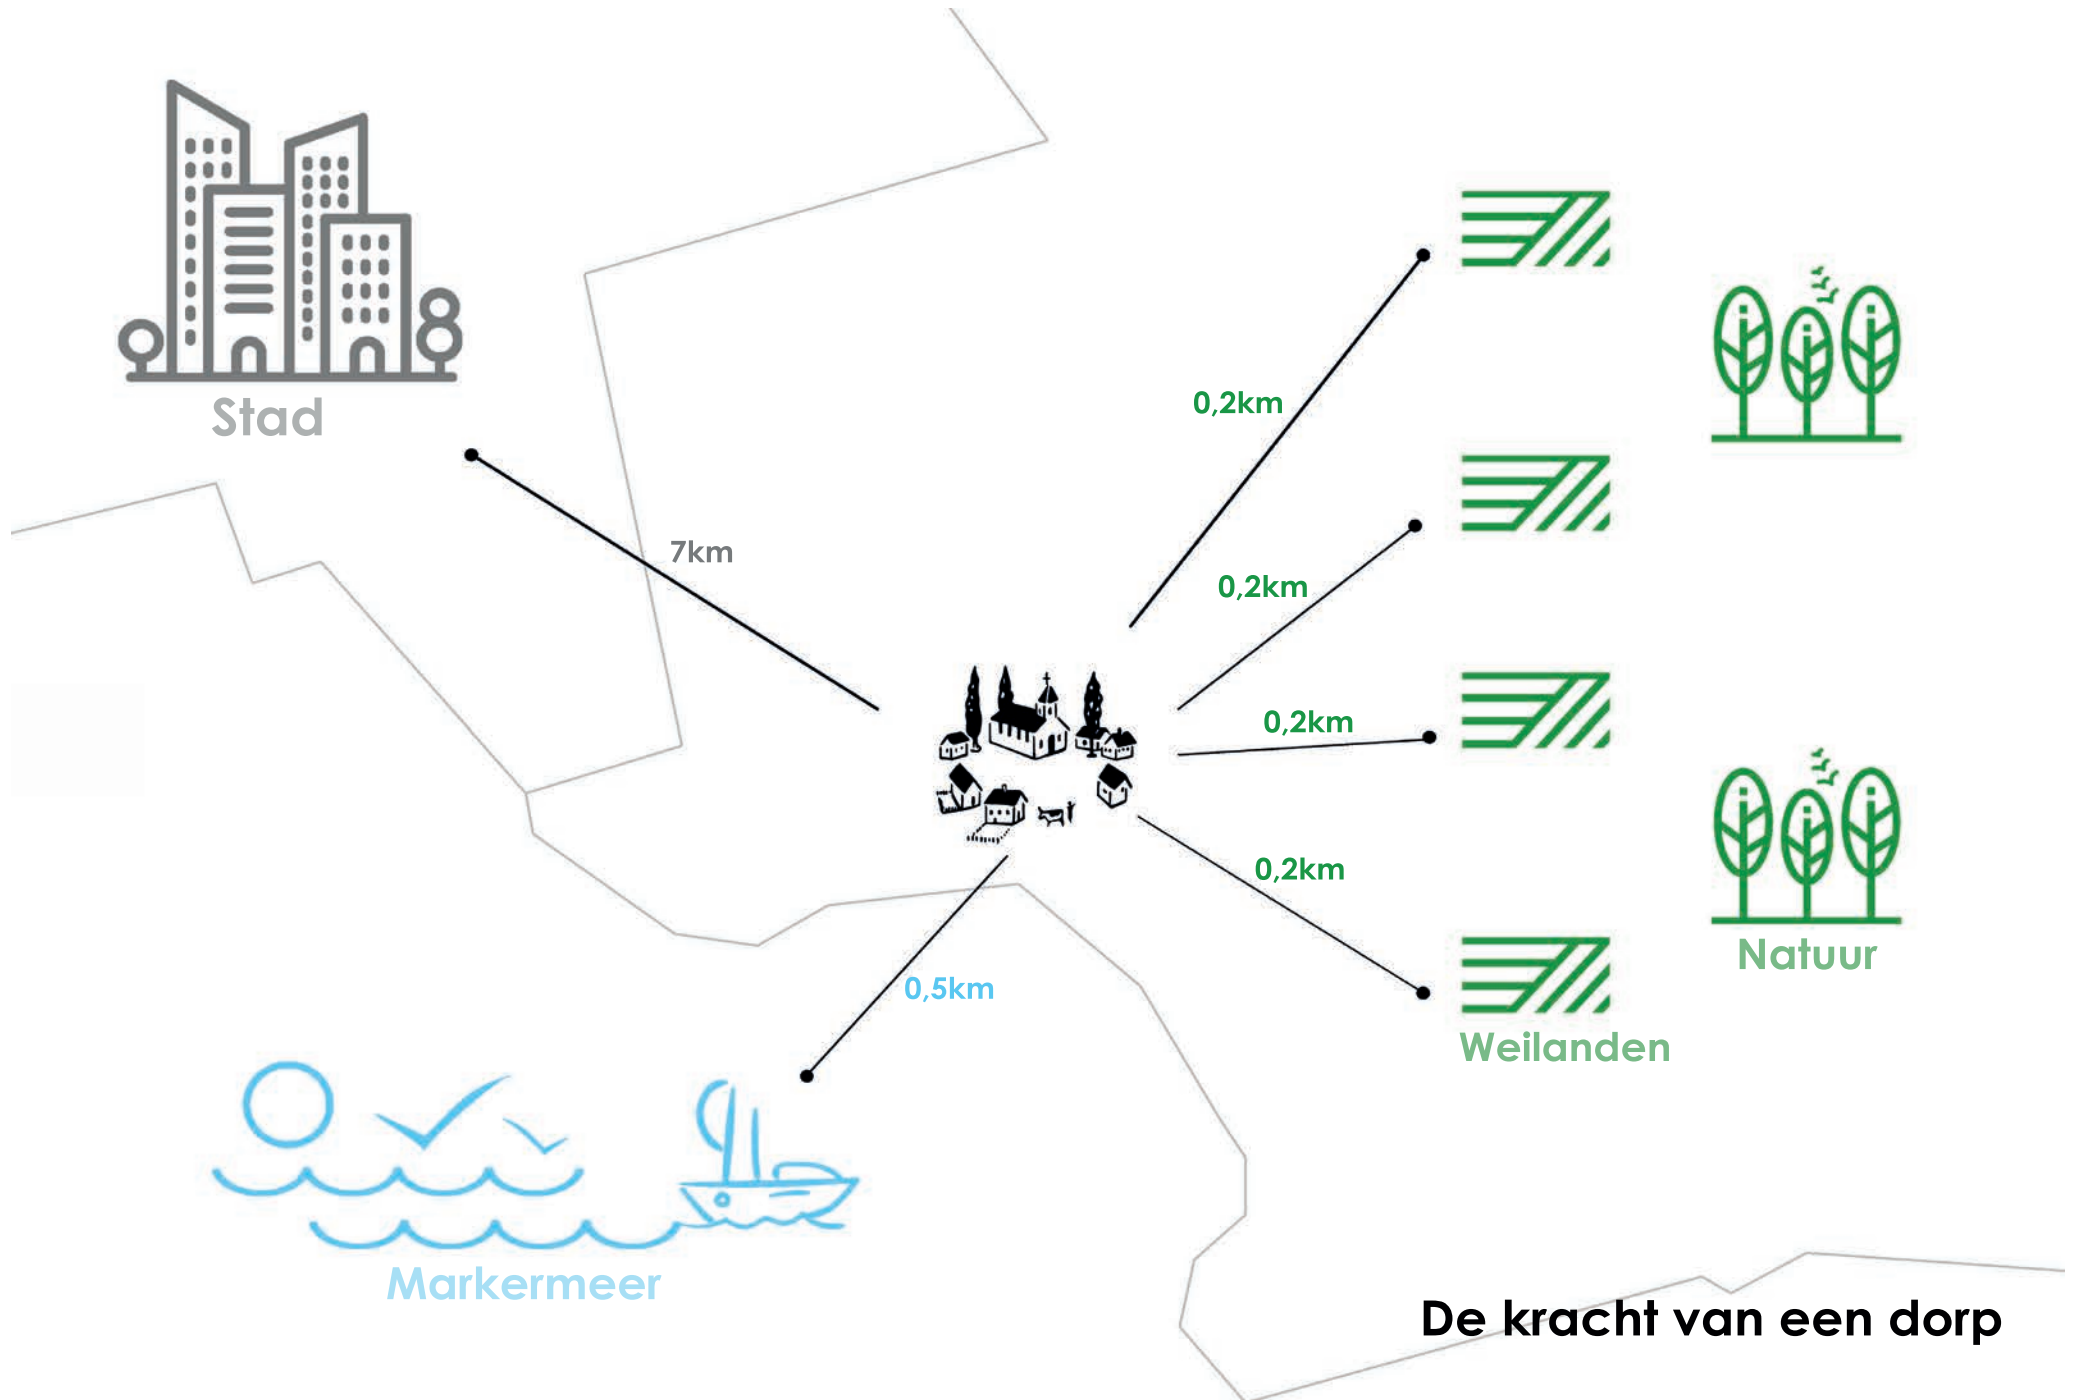 Stad
7km
0,2km
0,2km
0,2km
0,2km
0,5km
Natuur
Weilanden
Markermeer
De kracht van een dorp